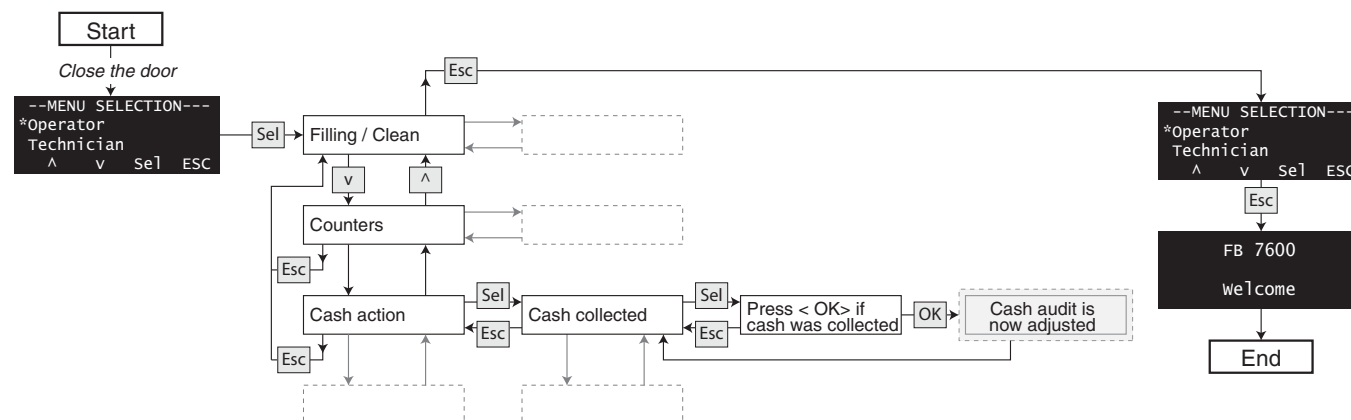 Start
Close the door
--MENU SELECTION---
*Operator
Technician
^ v Sel ESC
Sel
Filling / Clean
v
^
Esc
Counters
Esc
Cash action
Esc
Sel
Esc
Cash collected
Sel
Esc
Press < OK> if
cash was collected
OK
Cash audit is
now adjusted
--MENU SELECTION---
*Operator
Technician
^ v Sel ESC
Esc
FB 7600
Welcome
End